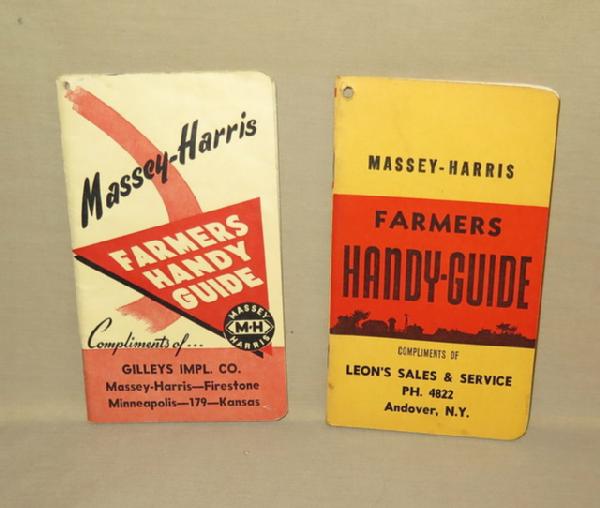 Massey-Harris
FARMERS
HANDY
GUIDE
MASSEY
M-H
HARRIS
Compliments of...
GILLEYS IMPL. CO.
Massey-Harris—Firestone
Minneapolis—179—Kansas
MASSEY-HARRIS
FARMERS
HANDY-GUIDE
COMPLIMENTS OF
LEON'S SALES & SERVICE
PH. 4822
Andover, N.Y.